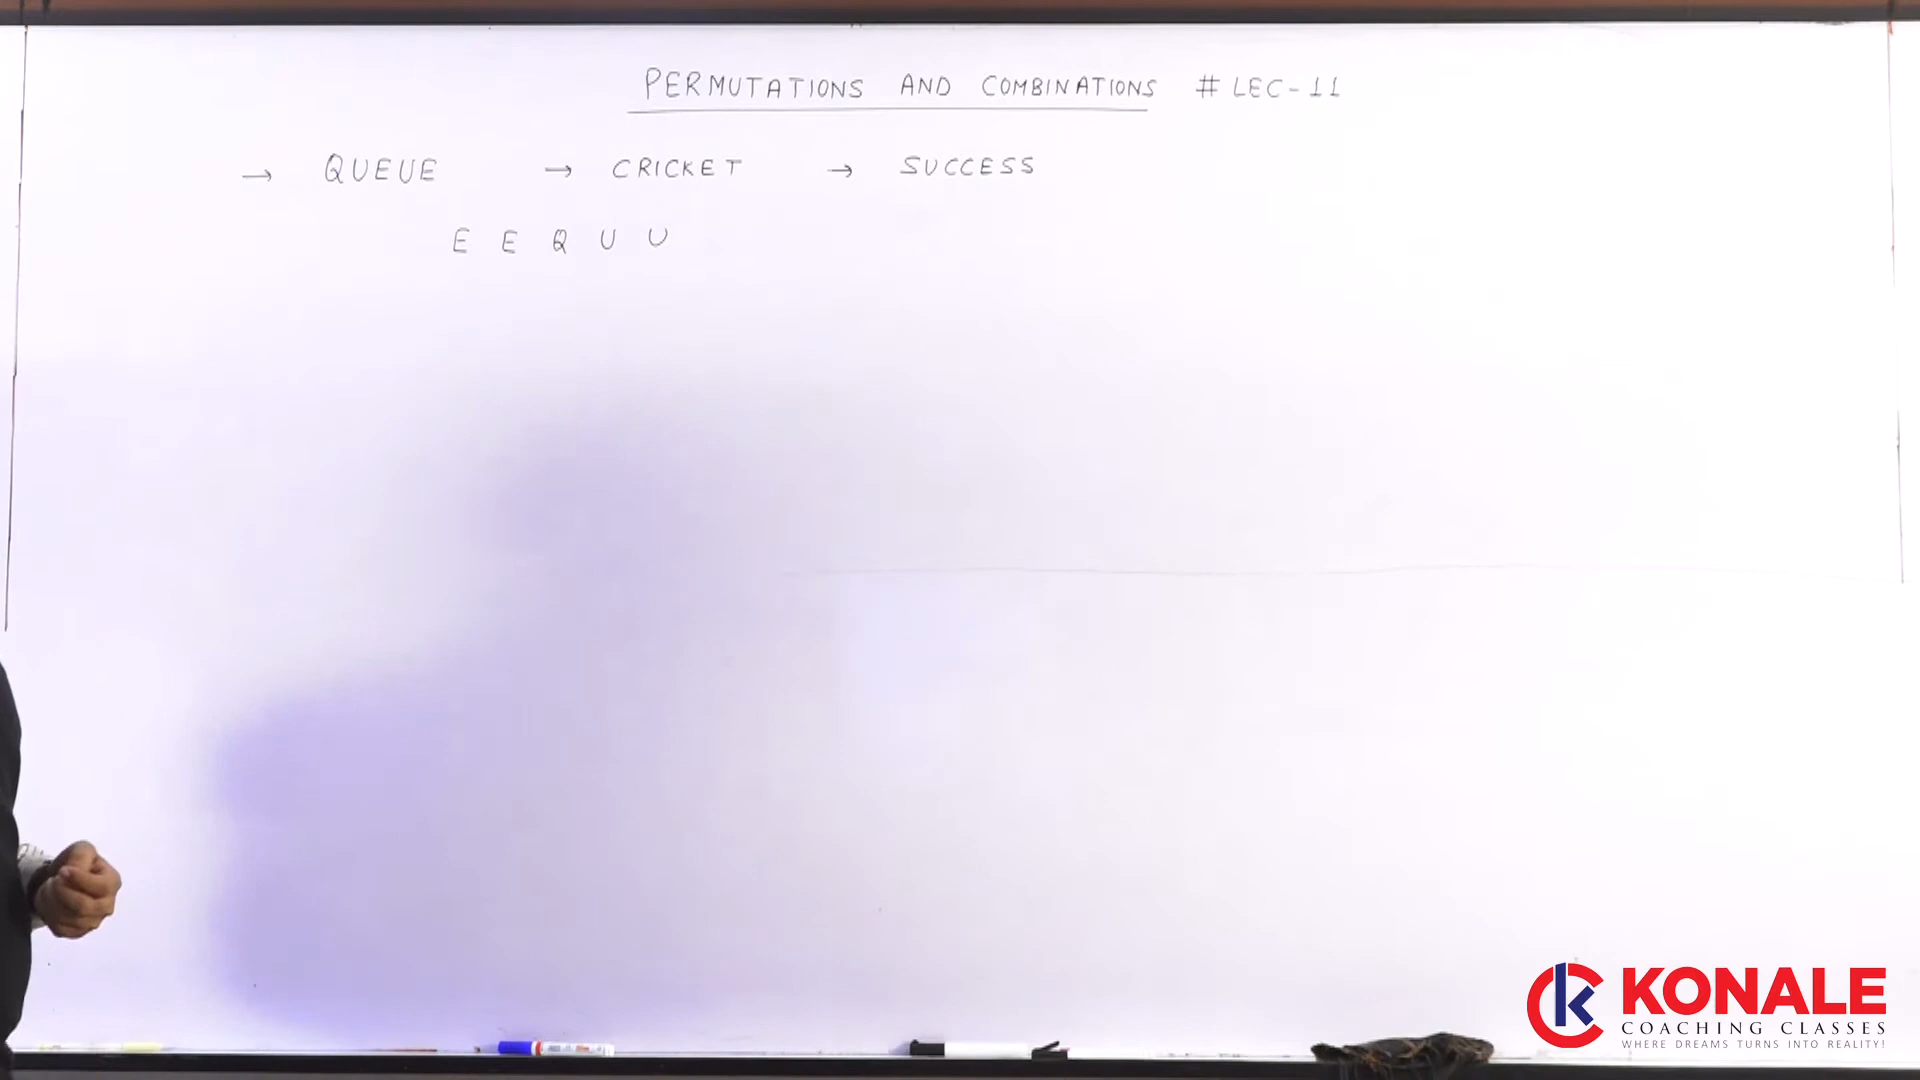 PERMUTATIONS AND COMBINATIONS # LEC-11
→ QUEUE → CRICKET → SUCCESS
E E Q U U
KONALE
COACHING CLASSES
WHERE DREAMS TURNS INTO REALITY!